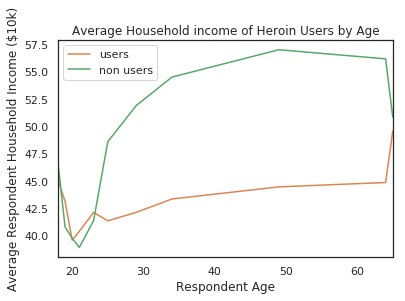 Average Household income of Heroin Users by Age
Average Respondent Household Income ($10k)
57.5
55.0
52.5
50.0
47.5
45.0
42.5
40.0
users
non users
20
30
40
50
60
Respondent Age